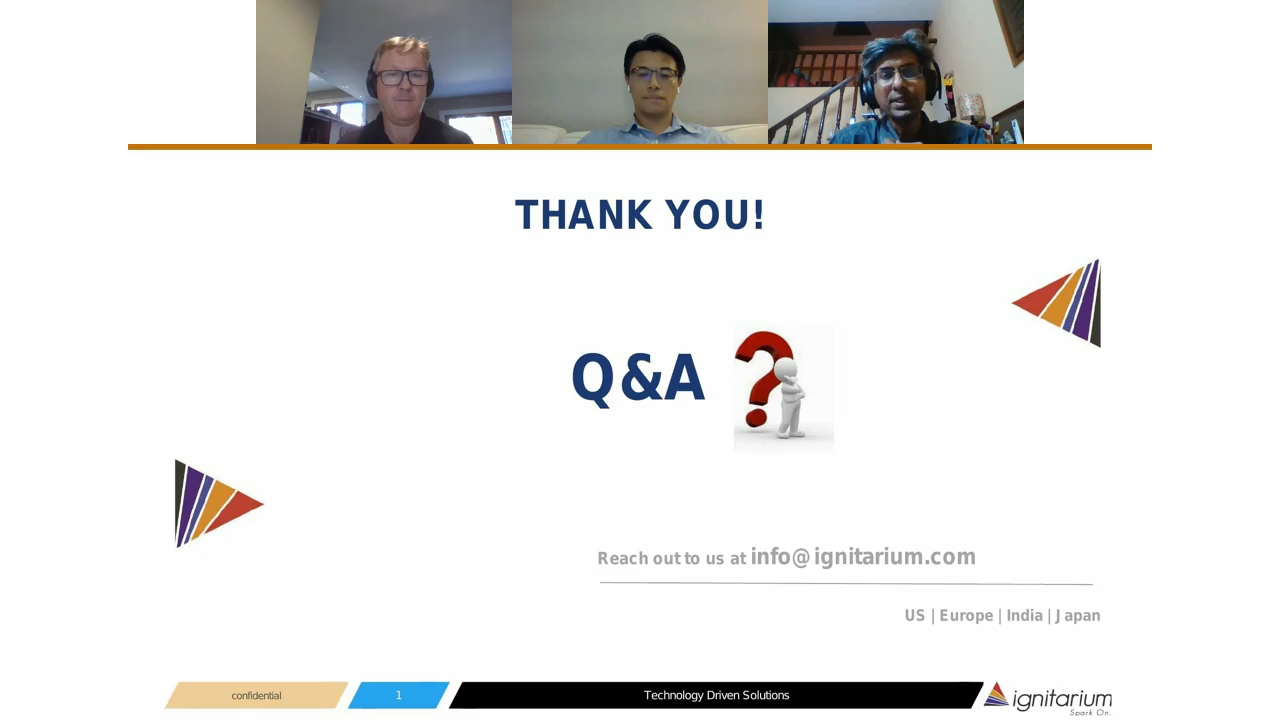 THANK YOU!
Q&A
Reach out to us at info@ignitarium.com
US | Europe | India | Japan
confidential
1
Technology Driven Solutions
ignitarium
Spark On.